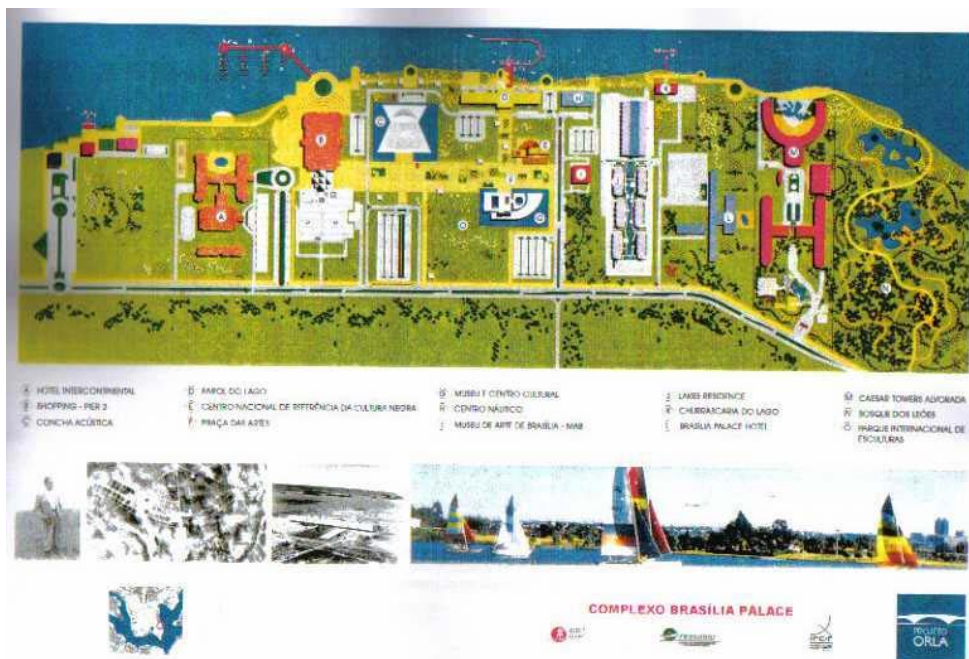 A HOTEL INTERCONTINENTAL
B SHOPPING - PIER 2
C CONCHA ACÚSTICA
D FAROL DO LAGO
E CENTRO NACIONAL DE REFERÊNCIA DA CULTURA NEGRA
F PRAÇA DAS ARTES
G MUSEU E CENTRO CULTURAL
H CENTRO NÁUTICO
I MUSEU DE ARTE DE BRASÍLIA - MAB
J LAKES RESIDENCE
K CHURRASCARIA DO LAGO
L BRASÍLIA PALACE HOTEL
M CAESAR TOWERS ALVORADA
N BOSQUE DOS LEÕES
O PARQUE INTERNACIONAL DE
ESCULTURAS
COMPLEXO BRASÍLIA PALACE
PROJETO
ORLA